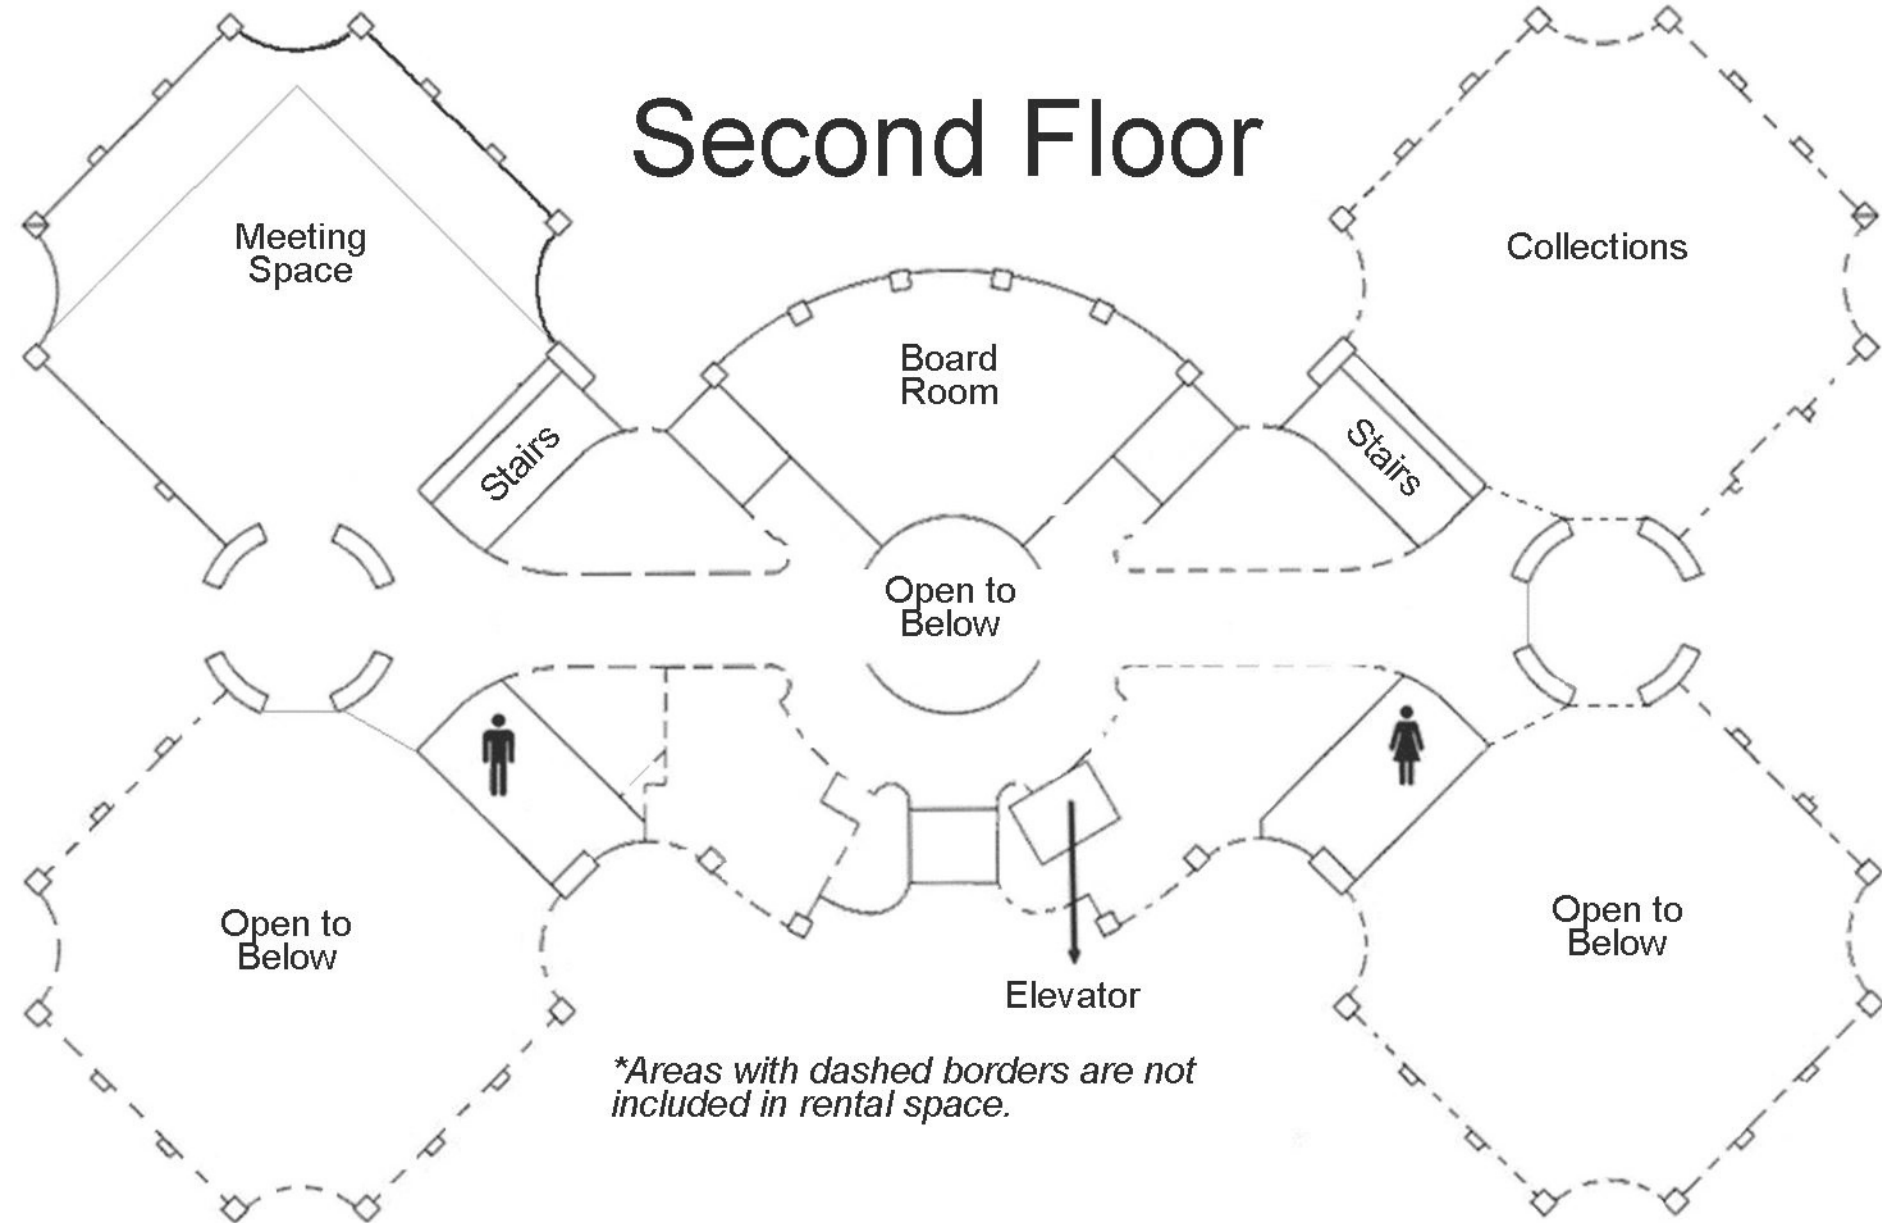 Second Floor
Meeting
Space
Collections
Board
Room
Stairs
Stairs
Open to
Below
Open to
Below
Open to
Below
Elevator
*Areas with dashed borders are not
included in rental space.